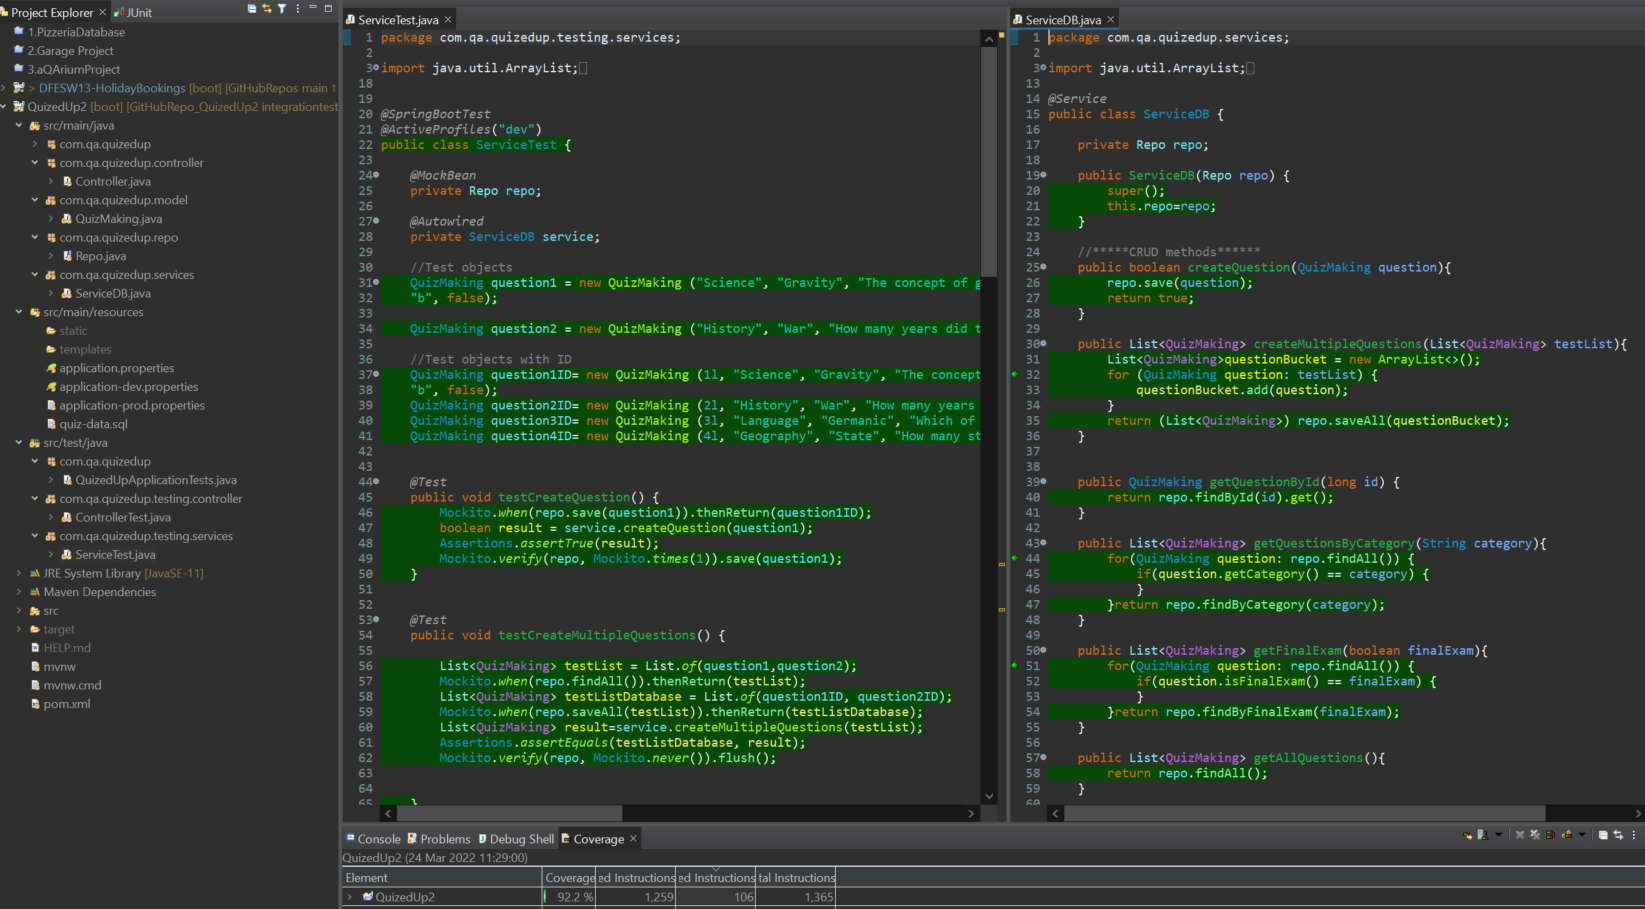 Project Explorer
JUnit
1.PizzeriaDatabase
2.Garage Project
3.aQAriumProject
> DFESW13-HolidayBookings [boot] [GitHubRepos main ↑
QuizedUp2 [boot] [GitHubRepo_QuizedUp2 integrationtest
src/main/java
com.qa.quizedup
com.qa.quizedup.controller
Controller.java
com.qa.quizedup.model
QuizMaking.java
com.qa.quizedup.repo
Repo.java
com.qa.quizedup.services
ServiceDB.java
src/main/resources
static
templates
application.properties
application-dev.properties
application-prod.properties
quiz-data.sql
src/test/java
com.qa.quizedup
QuizedUpApplicationTests.java
com.qa.quizedup.testing.controller
ControllerTest.java
com.qa.quizedup.testing.services
ServiceTest.java
JRE System Library [JavaSE-11]
Maven Dependencies
src
target
HELP.md
mvnw
mvnw.cmd
pom.xml
ServiceTest.java
1 package com.qa.quizedup.testing.services;
2
3 import java.util.ArrayList;
18
19
20 @SpringBootTest
21 @ActiveProfiles("dev")
22 public class ServiceTest {
23
24 @MockBean
25 private Repo repo;
26
27 @Autowired
28 private ServiceDB service;
29
30 //Test objects
31 QuizMaking question1 = new QuizMaking ("Science", "Gravity", "The concept of g
32 "b", false);
33
34 QuizMaking question2 = new QuizMaking ("History", "War", "How many years did t
35
36 //Test objects with ID
37 QuizMaking question1ID= new QuizMaking (1l, "Science", "Gravity", "The concept
38 "b", false);
39 QuizMaking question2ID= new QuizMaking (2l, "History", "War", "How many years
40 QuizMaking question3ID= new QuizMaking (3l, "Language", "Germanic", "Which of
41 QuizMaking question4ID= new QuizMaking (4l, "Geography", "State", "How many st
42
43
44 @Test
45 public void testCreateQuestion() {
46 Mockito.when(repo.save(question1)).thenReturn(question1ID);
47 boolean result = service.createQuestion(question1);
48 Assertions.assertTrue(result);
49 Mockito.verify(repo, Mockito.times(1)).save(question1);
50 }
51
52
53 @Test
54 public void testCreateMultipleQuestions() {
55
56 List<QuizMaking> testList = List.of(question1,question2);
57 Mockito.when(repo.findAll()).thenReturn(testList);
58 List<QuizMaking> testListDatabase = List.of(question1ID, question2ID);
59 Mockito.when(repo.saveAll(testList)).thenReturn(testListDatabase);
60 List<QuizMaking> result=service.createMultipleQuestions(testList);
61 Assertions.assertEquals(testListDatabase, result);
62 Mockito.verify(repo, Mockito.never()).flush();
63
64
65 }
ServiceDB.java
1 package com.qa.quizedup.services;
2
3 import java.util.ArrayList;
13
14 @Service
15 public class ServiceDB {
16
17 private Repo repo;
18
19 public ServiceDB(Repo repo) {
20 super();
21 this.repo=repo;
22 }
23
24 //*****CRUD methods******
25 public boolean createQuestion(QuizMaking question){
26 repo.save(question);
27 return true;
28 }
29
30 public List<QuizMaking> createMultipleQuestions(List<QuizMaking> testList){
31 List<QuizMaking>questionBucket = new ArrayList<>();
32 for (QuizMaking question: testList) {
33 questionBucket.add(question);
34 }
35 return (List<QuizMaking>) repo.saveAll(questionBucket);
36 }
37
38
39 public QuizMaking getQuestionById(long id) {
40 return repo.findById(id).get();
41 }
42
43 public List<QuizMaking> getQuestionsByCategory(String category){
44 for(QuizMaking question: repo.findAll()) {
45 if(question.getCategory() == category) {
46 }
47 }return repo.findByCategory(category);
48 }
49
50 public List<QuizMaking> getFinalExam(boolean finalExam){
51 for(QuizMaking question: repo.findAll()) {
52 if(question.isFinalExam() == finalExam) {
53 }
54 }return repo.findByFinalExam(finalExam);
55 }
56
57 public List<QuizMaking> getAllQuestions(){
58 return repo.findAll();
59 }
60
Console
Problems
Debug Shell
Coverage
QuizedUp2 (24 Mar 2022 11:29:00)
Element Coverage ed Instructions ed Instructions tal Instructions
QuizedUp2 92.2 % 1,259 106 1,365